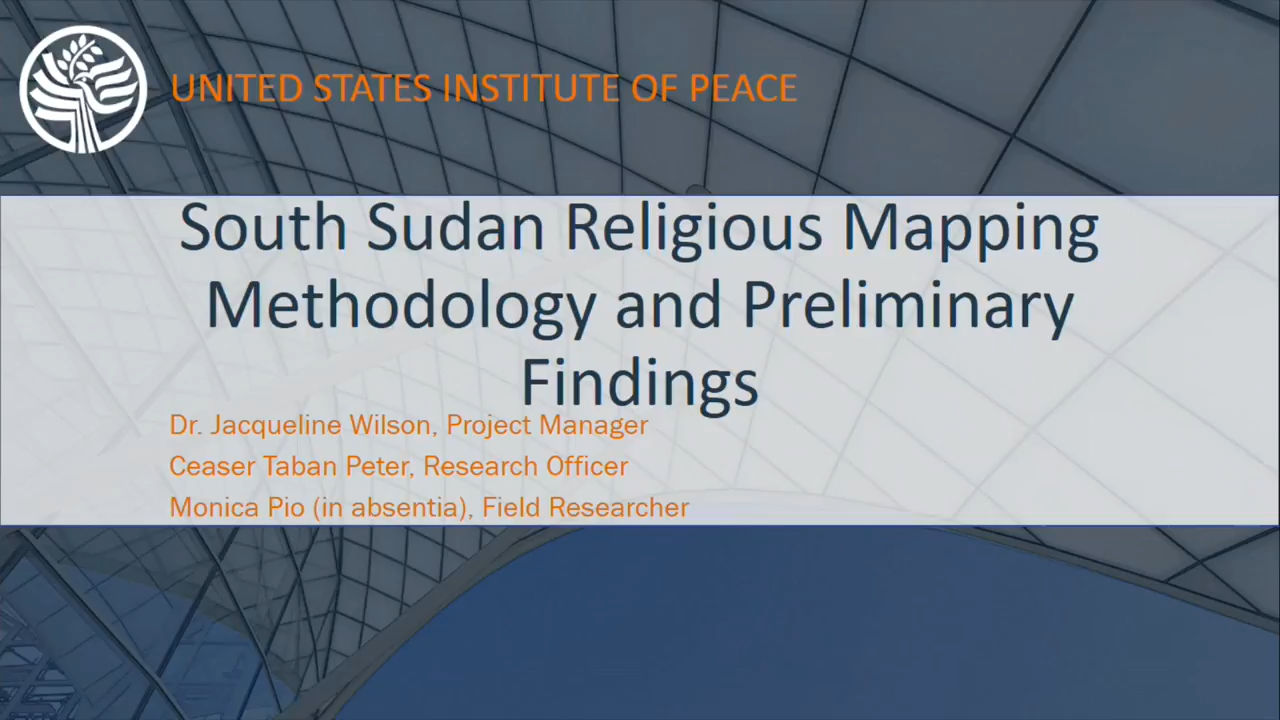 UNITED STATES INSTITUTE OF PEACE
South Sudan Religious Mapping
Methodology and Preliminary
Findings
Dr. Jacqueline Wilson, Project Manager
Ceaser Taban Peter, Research Officer
Monica Pio (in absentia), Field Researcher